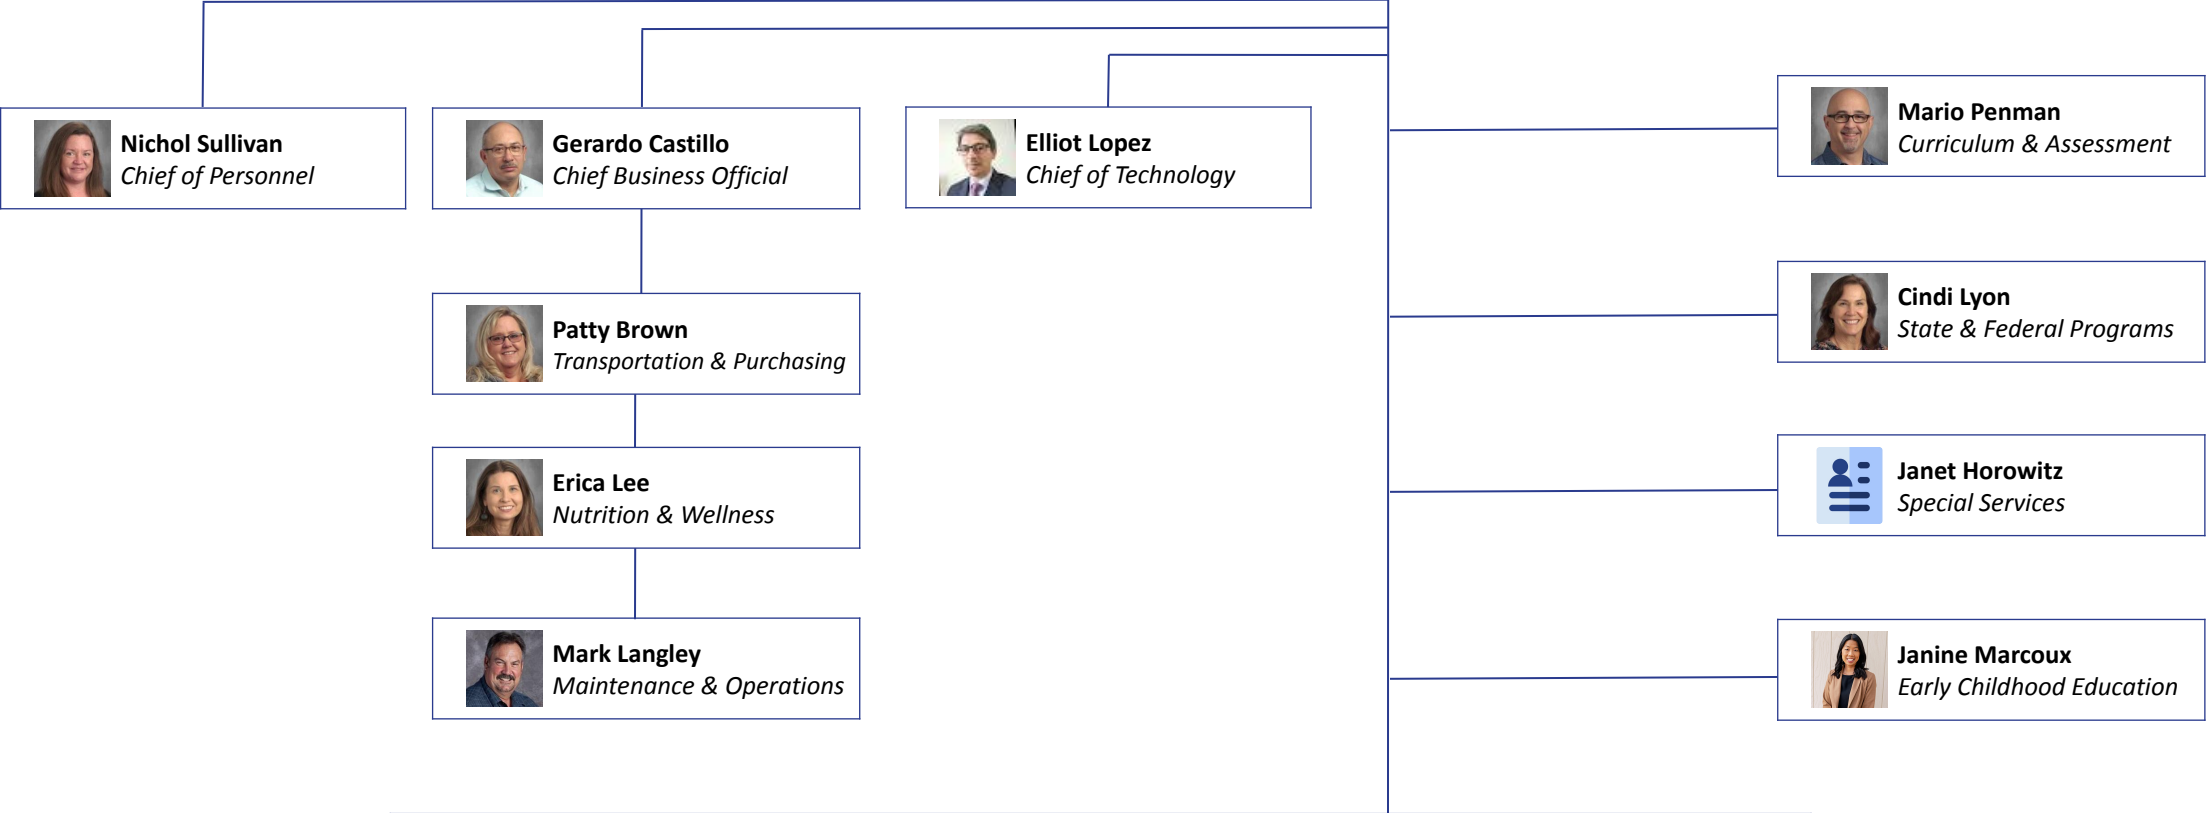 Nichol Sullivan
Chief of Personnel
Gerardo Castillo
Chief Business Official
Elliot Lopez
Chief of Technology
Mario Penman
Curriculum & Assessment
Patty Brown
Transportation & Purchasing
Cindi Lyon
State & Federal Programs
Erica Lee
Nutrition & Wellness
Janet Horowitz
Special Services
Mark Langley
Maintenance & Operations
Janine Marcoux
Early Childhood Education